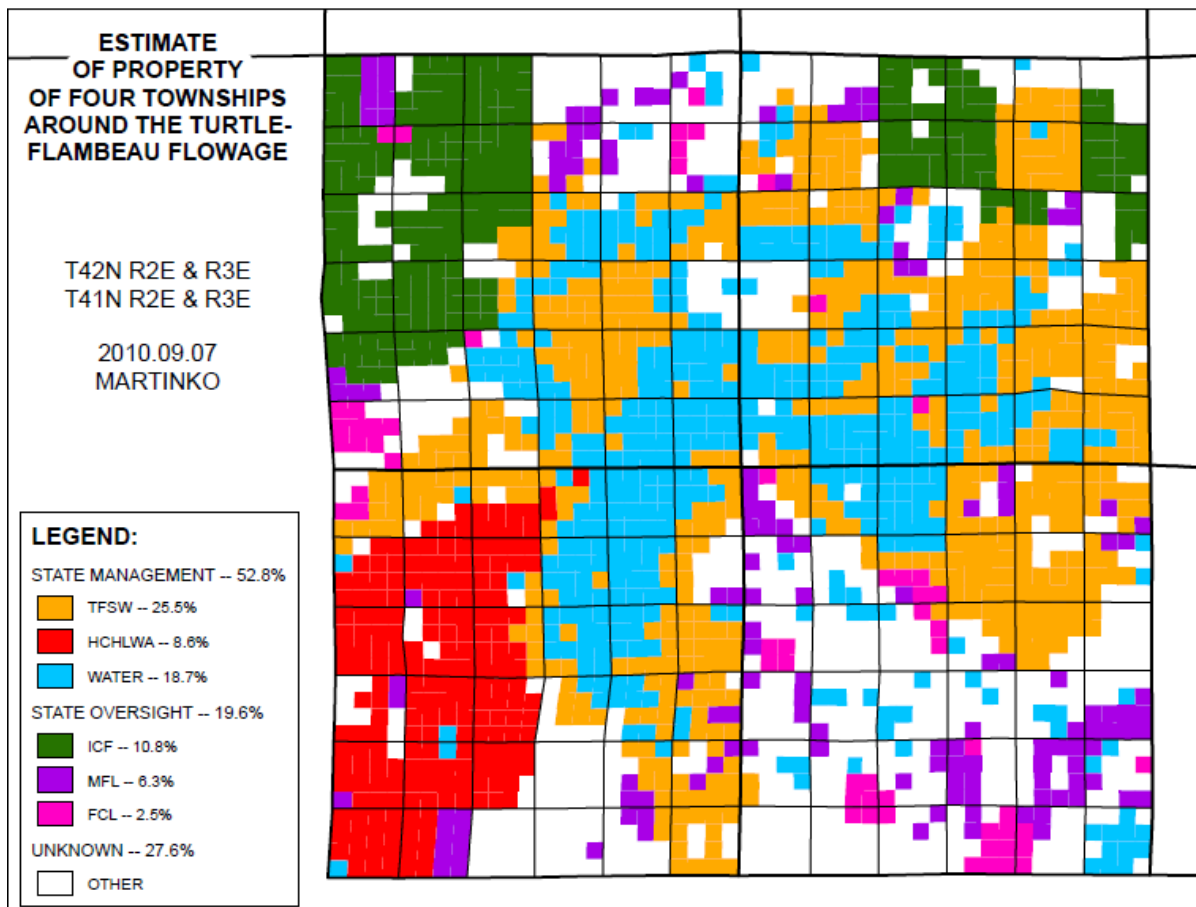 ESTIMATE
OF PROPERTY
OF FOUR TOWNSHIPS
AROUND THE TURTLE-
FLAMBEAU FLOWAGE
T42N R2E & R3E
T41N R2E & R3E
2010.09.07
MARTINKO
LEGEND:
STATE MANAGEMENT -- 52.8%
TFSW -- 25.5%
HCHLWA -- 8.6%
WATER -- 18.7%
STATE OVERSIGHT -- 19.6%
ICF -- 10.8%
MFL -- 6.3%
FCL -- 2.5%
UNKNOWN -- 27.6%
OTHER